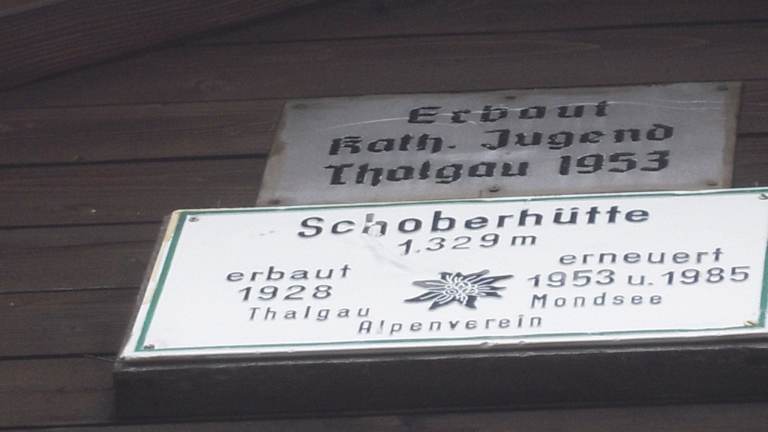 Erbaut
Kath. Jugend
Thalgau 1953
Schoberhütte
1.329 m
erbaut erneuert
1928 1953 u. 1985
Thalgau Mondsee
Alpenverein